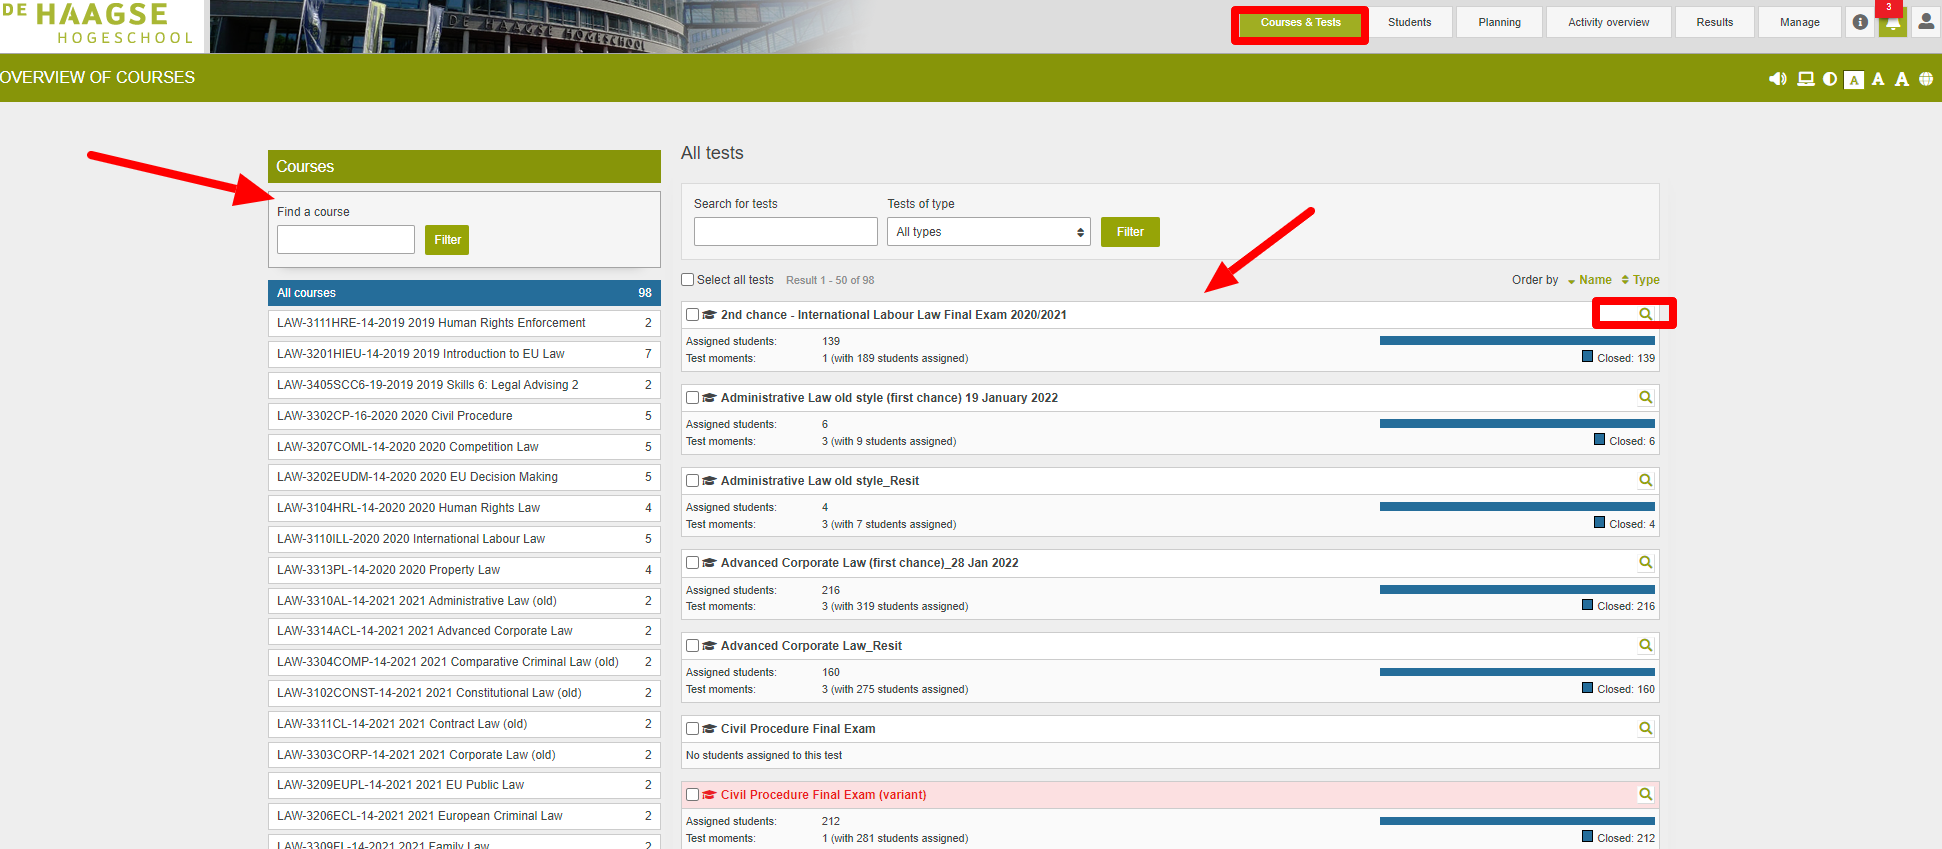 DE HAAGSE
HOGESCHOOL
DE HAAGSE HOGESCHOOL
Courses & Tests
Students
Planning
Activity overview
Results
Manage
3
OVERVIEW OF COURSES
A A A
Courses
Find a course
Filter
All courses 98
LAW-3111HRE-14-2019 2019 Human Rights Enforcement 2
LAW-3201HIEU-14-2019 2019 Introduction to EU Law 7
LAW-3405SCC6-19-2019 2019 Skills 6: Legal Advising 2 2
LAW-3302CP-16-2020 2020 Civil Procedure 5
LAW-3207COML-14-2020 2020 Competition Law 5
LAW-3202EUDM-14-2020 2020 EU Decision Making 5
LAW-3104HRL-14-2020 2020 Human Rights Law 4
LAW-3110ILL-2020 2020 International Labour Law 5
LAW-3313PL-14-2020 2020 Property Law 4
LAW-3310AL-14-2021 2021 Administrative Law (old) 2
LAW-3314ACL-14-2021 2021 Advanced Corporate Law 2
LAW-3304COMP-14-2021 2021 Comparative Criminal Law (old) 2
LAW-3102CONST-14-2021 2021 Constitutional Law (old) 2
LAW-3311CL-14-2021 2021 Contract Law (old) 2
LAW-3303CORP-14-2021 2021 Corporate Law (old) 2
LAW-3209EUPL-14-2021 2021 EU Public Law 2
LAW-3206ECL-14-2021 2021 European Criminal Law 2
LAW-3309FL-14-2021 2021 Family Law 2
All tests
Search for tests
Tests of type
All types
Filter
Select all tests Result 1 - 50 of 98
Order by Name Type
2nd chance - International Labour Law Final Exam 2020/2021
Assigned students: 139
Test moments: 1 (with 189 students assigned)
Closed: 139
Administrative Law old style (first chance) 19 January 2022
Assigned students: 6
Test moments: 3 (with 9 students assigned)
Closed: 6
Administrative Law old style_Resit
Assigned students: 4
Test moments: 3 (with 7 students assigned)
Closed: 4
Advanced Corporate Law (first chance)_28 Jan 2022
Assigned students: 216
Test moments: 3 (with 319 students assigned)
Closed: 216
Advanced Corporate Law_Resit
Assigned students: 160
Test moments: 3 (with 275 students assigned)
Closed: 160
Civil Procedure Final Exam
No students assigned to this test
Civil Procedure Final Exam (variant)
Assigned students: 212
Test moments: 1 (with 281 students assigned)
Closed: 212